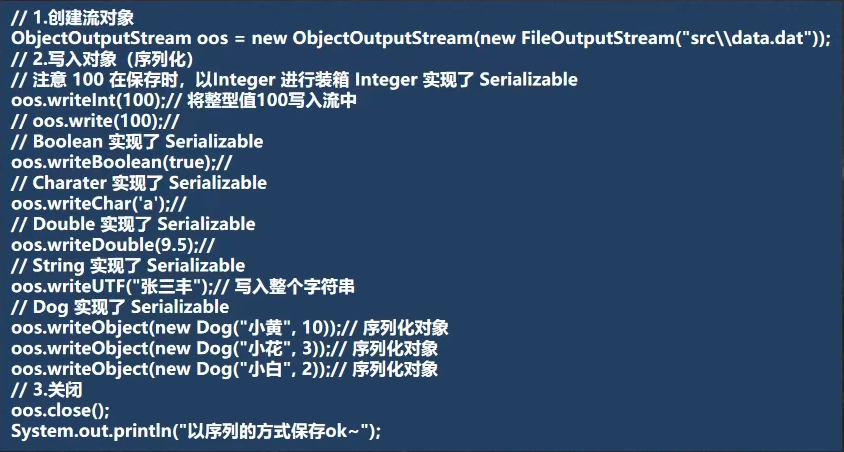 // 1.创建流对象
ObjectOutputStream oos = new ObjectOutputStream(new FileOutputStream("src\\data.dat"));
// 2.写入对象（序列化）
// 注意 100 在保存时，以Integer 进行装箱 Integer 实现了 Serializable
oos.writeInt(100);// 将整型值100写入流中
// oos.write(100);//
// Boolean 实现了 Serializable
oos.writeBoolean(true);//
// Charater 实现了 Serializable
oos.writeChar('a');//
// Double 实现了 Serializable
oos.writeDouble(9.5);//
// String 实现了 Serializable
oos.writeUTF("张三丰");// 写入整个字符串
// Dog 实现了 Serializable
oos.writeObject(new Dog("小黄", 10));// 序列化对象
oos.writeObject(new Dog("小花", 3));// 序列化对象
oos.writeObject(new Dog("小白", 2));// 序列化对象
// 3.关闭
oos.close();
System.out.println("以序列的方式保存ok~");